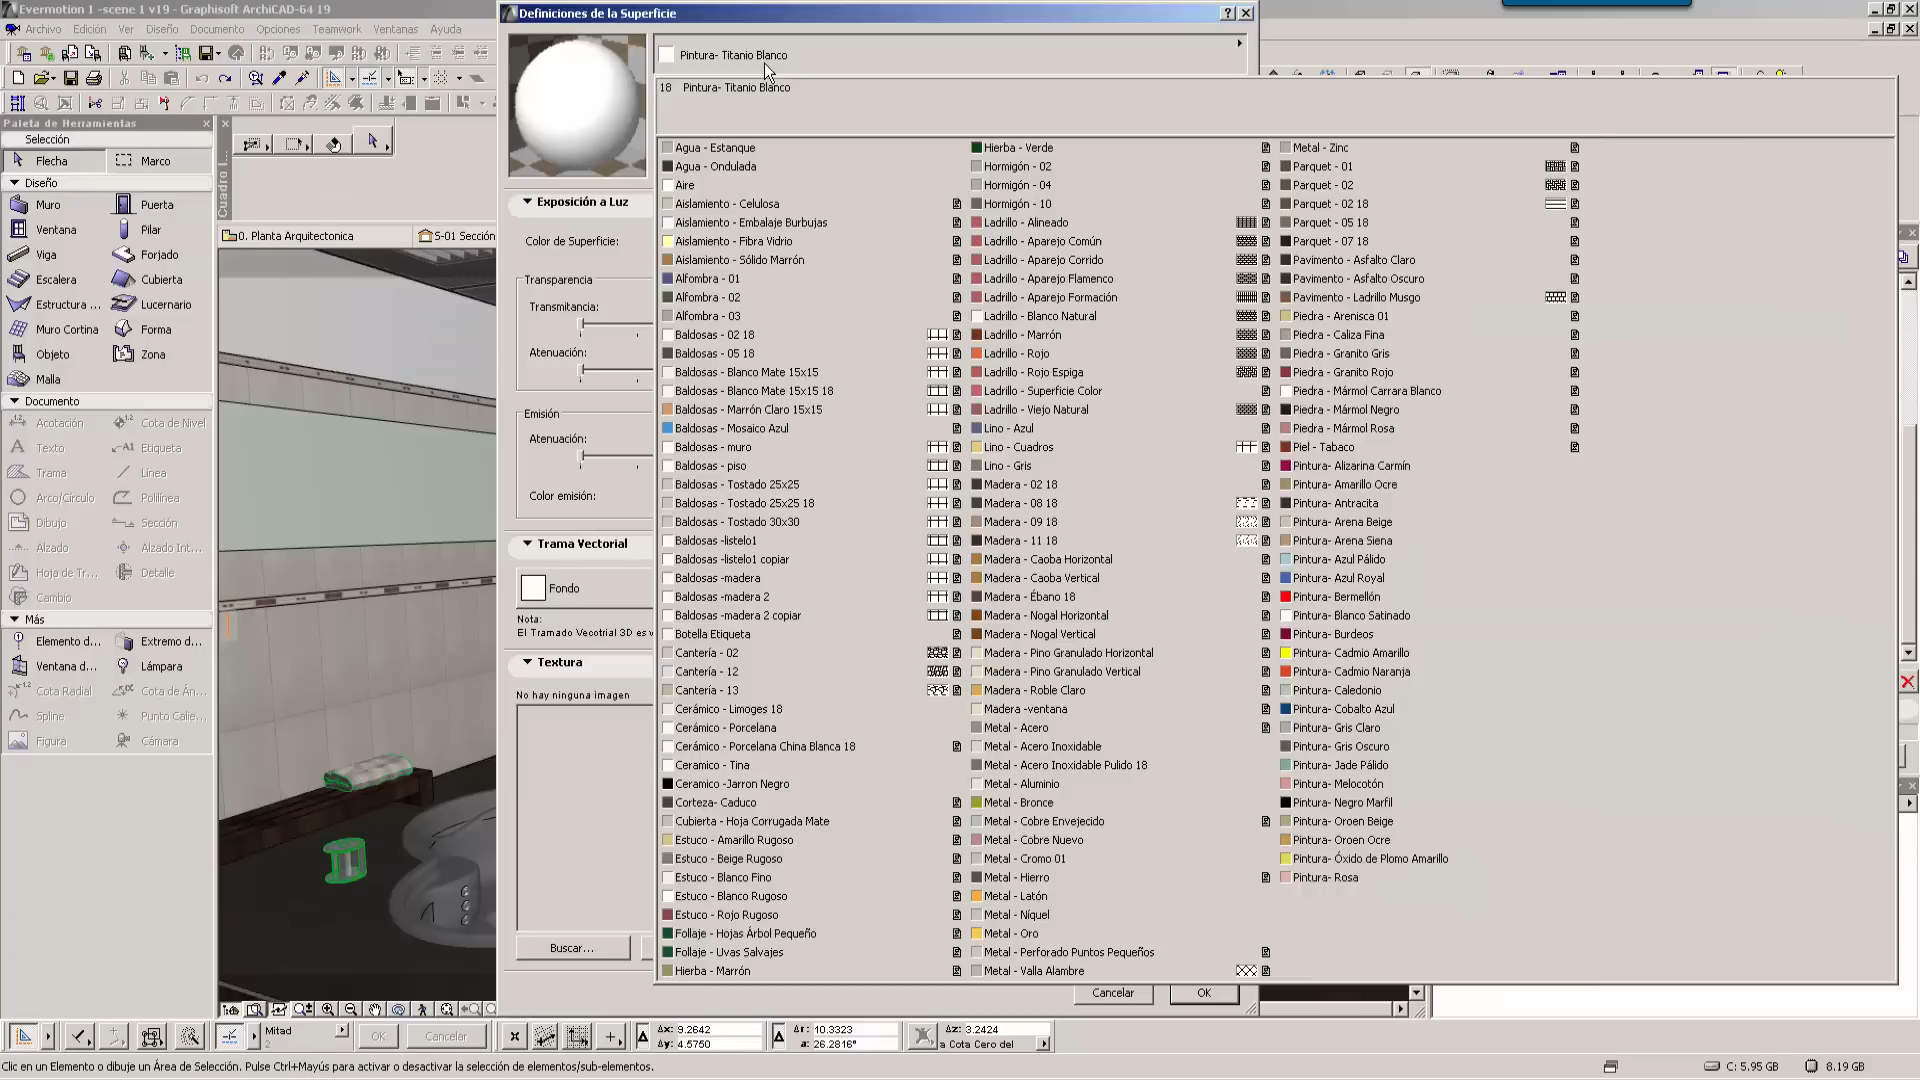 Evermotion 1 -scene 1 v19 - Graphisoft ArchiCAD-64 19
Archivo Edición Ver Diseño Documento Opciones Teamwork Ventanas Ayuda
Paleta de Herramientas
Selección
Flecha Marco
Diseño
Muro Puerta
Ventana Pilar
Viga Forjado
Escalera Cubierta
Estructura ... Lucernario
Muro Cortina Forma
Objeto Zona
Malla
Documento
Acotación Cota de Nivel
Texto Etiqueta
Trama Línea
Arco/Círculo Polilínea
Dibujo Sección
Alzado Alzado Int...
Hoja de Tr... Detalle
Cambio
Más
Elemento d... Extremo d...
Ventana d... Lámpara
Cota Radial Cota de Án...
Spline Punto Calie...
Figura Cámara
Cuadro I...
0. Planta Arquitectonica
S-01 Sección
Definiciones de la Superficie
Pintura- Titanio Blanco
18 Pintura- Titanio Blanco
Exposición a Luz
Color de Superficie:
Transparencia
Transmitancia:
Atenuación:
Emisión
Atenuación:
Color emisión:
Trama Vectorial
Fondo
Nota:
El Tramado Vecotrial 3D es v
Textura
No hay ninguna imagen
Buscar...
Agua - Estanque
Agua - Ondulada
Aire
Aislamiento - Celulosa
Aislamiento - Embalaje Burbujas
Aislamiento - Fibra Vidrio
Aislamiento - Sólido Marrón
Alfombra - 01
Alfombra - 02
Alfombra - 03
Baldosas - 02 18
Baldosas - 05 18
Baldosas - Blanco Mate 15x15
Baldosas - Blanco Mate 15x15 18
Baldosas - Marrón Claro 15x15
Baldosas - Mosaico Azul
Baldosas - muro
Baldosas - piso
Baldosas - Tostado 25x25
Baldosas - Tostado 25x25 18
Baldosas - Tostado 30x30
Baldosas -listelo1
Baldosas -listelo1 copiar
Baldosas -madera
Baldosas -madera 2
Baldosas -madera 2 copiar
Botella Etiqueta
Cantería - 02
Cantería - 12
Cantería - 13
Cerámico - Limoges 18
Cerámico - Porcelana
Cerámico - Porcelana China Blanca 18
Ceramico - Tina
Ceramico -Jarron Negro
Corteza- Caduco
Cubierta - Hoja Corrugada Mate
Estuco - Amarillo Rugoso
Estuco - Beige Rugoso
Estuco - Blanco Fino
Estuco - Blanco Rugoso
Estuco - Rojo Rugoso
Follaje - Hojas Árbol Pequeño
Follaje - Uvas Salvajes
Hierba - Marrón
Hierba - Verde
Hormigón - 02
Hormigón - 04
Hormigón - 10
Ladrillo - Alineado
Ladrillo - Aparejo Común
Ladrillo - Aparejo Corrido
Ladrillo - Aparejo Flamenco
Ladrillo - Aparejo Formación
Ladrillo - Blanco Natural
Ladrillo - Marrón
Ladrillo - Rojo
Ladrillo - Rojo Espiga
Ladrillo - Superficie Color
Ladrillo - Viejo Natural
Lino - Azul
Lino - Cuadros
Lino - Gris
Madera - 02 18
Madera - 08 18
Madera - 09 18
Madera - 11 18
Madera - Caoba Horizontal
Madera - Caoba Vertical
Madera - Ébano 18
Madera - Nogal Horizontal
Madera - Nogal Vertical
Madera - Pino Granulado Horizontal
Madera - Pino Granulado Vertical
Madera - Roble Claro
Madera -ventana
Metal - Acero
Metal - Acero Inoxidable
Metal - Acero Inoxidable Pulido 18
Metal - Aluminio
Metal - Bronce
Metal - Cobre Envejecido
Metal - Cobre Nuevo
Metal - Cromo 01
Metal - Hierro
Metal - Latón
Metal - Níquel
Metal - Oro
Metal - Perforado Puntos Pequeños
Metal - Valla Alambre
Metal - Zinc
Parquet - 01
Parquet - 02
Parquet - 02 18
Parquet - 05 18
Parquet - 07 18
Pavimento - Asfalto Claro
Pavimento - Asfalto Oscuro
Pavimento - Ladrillo Musgo
Piedra - Arenisca 01
Piedra - Caliza Fina
Piedra - Granito Gris
Piedra - Granito Rojo
Piedra - Mármol Carrara Blanco
Piedra - Mármol Negro
Piedra - Mármol Rosa
Piel - Tabaco
Pintura- Alizarina Carmín
Pintura- Amarillo Ocre
Pintura- Antracita
Pintura- Arena Beige
Pintura- Arena Siena
Pintura- Azul Pálido
Pintura- Azul Royal
Pintura- Bermellón
Pintura- Blanco Satinado
Pintura- Burdeos
Pintura- Cadmio Amarillo
Pintura- Cadmio Naranja
Pintura- Caledonio
Pintura- Cobalto Azul
Pintura- Gris Claro
Pintura- Gris Oscuro
Pintura- Jade Pálido
Pintura- Melocotón
Pintura- Negro Marfil
Pintura- Oroen Beige
Pintura- Oroen Ocre
Pintura- Óxido de Plomo Amarillo
Pintura- Rosa
Cancelar OK
Mitad
2
OK Cancelar
Δx: 9.2642
Δy: 4.5750
Δr: 10.3323
a: 26.2816°
Δz: 3.2424
a Cota Cero del
Clic en un Elemento o dibuje un Área de Selección. Pulse Ctrl+Mayús para activar o desactivar la selección de elementos/sub-elementos.
C: 5.95 GB 8.19 GB